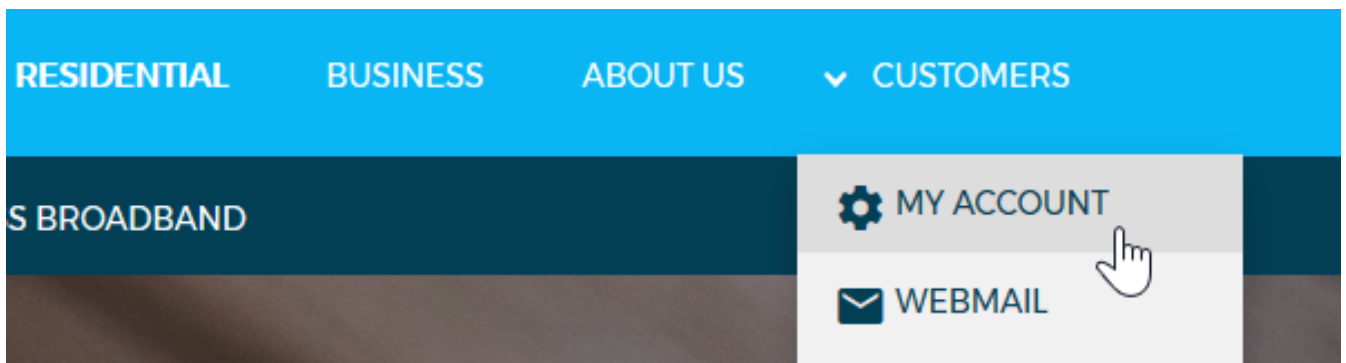 RESIDENTIAL BUSINESS ABOUT US CUSTOMERS
S BROADBAND
MY ACCOUNT
WEBMAIL